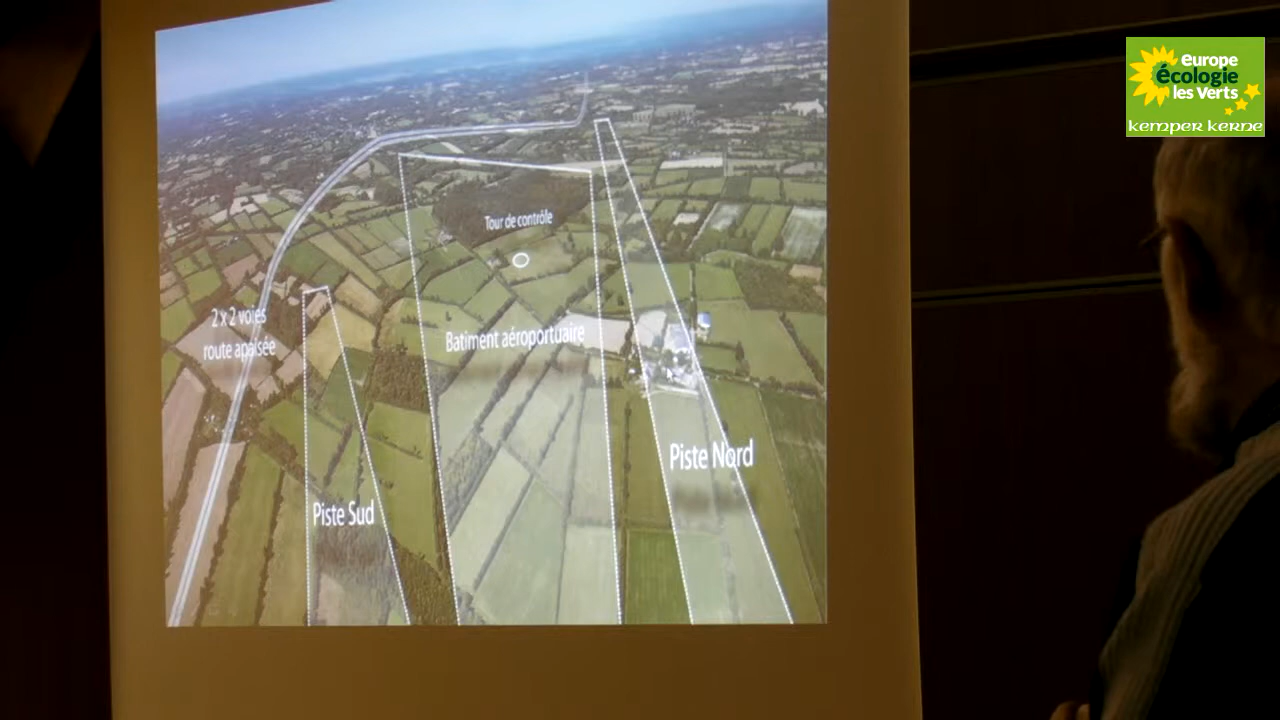 europe
écologie
les Verts
Kemper Kerne
Tour de contrôle
2 x 2 voies
route apaisée
Batiment aéroportuaire
Piste Nord
Piste Sud